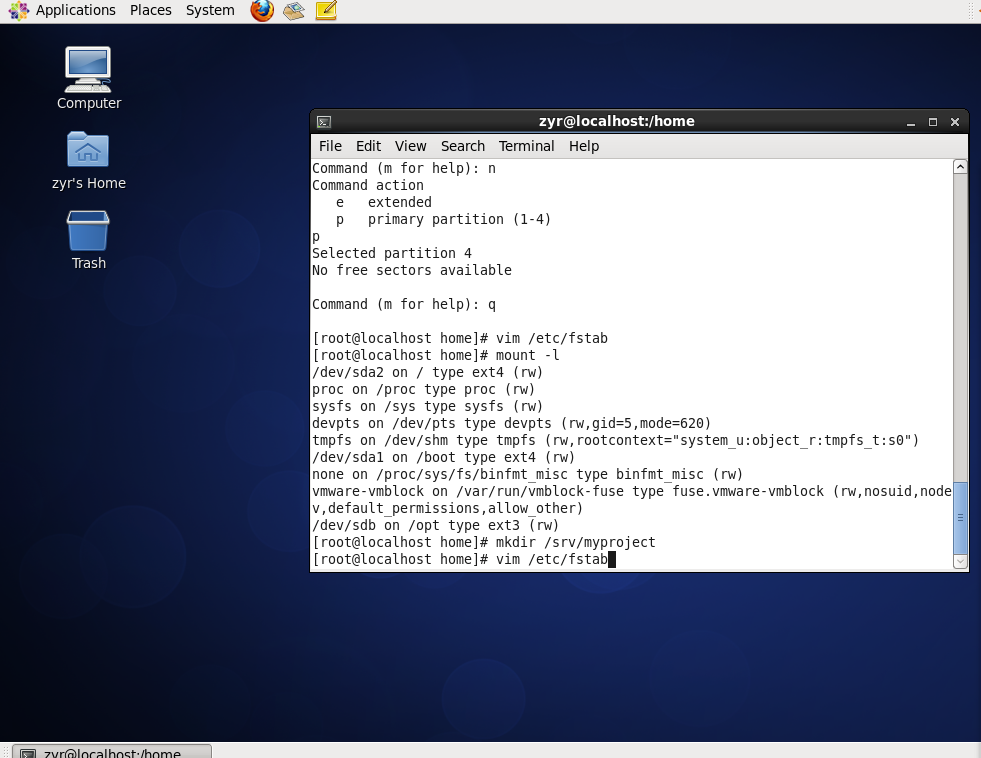 Applications Places System
Computer
zyr's Home
Trash
zyr@localhost:/home
File Edit View Search Terminal Help
Command (m for help): n
Command action
   e   extended
   p   primary partition (1-4)
p
Selected partition 4
No free sectors available
Command (m for help): q
[root@localhost home]# vim /etc/fstab
[root@localhost home]# mount -l
/dev/sda2 on / type ext4 (rw)
proc on /proc type proc (rw)
sysfs on /sys type sysfs (rw)
devpts on /dev/pts type devpts (rw,gid=5,mode=620)
tmpfs on /dev/shm type tmpfs (rw,rootcontext="system_u:object_r:tmpfs_t:s0")
/dev/sda1 on /boot type ext4 (rw)
none on /proc/sys/fs/binfmt_misc type binfmt_misc (rw)
vmware-vmblock on /var/run/vmblock-fuse type fuse.vmware-vmblock (rw,nosuid,node
v,default_permissions,allow_other)
/dev/sdb on /opt type ext3 (rw)
[root@localhost home]# mkdir /srv/myproject
[root@localhost home]# vim /etc/fstab
zyr@localhost:/home